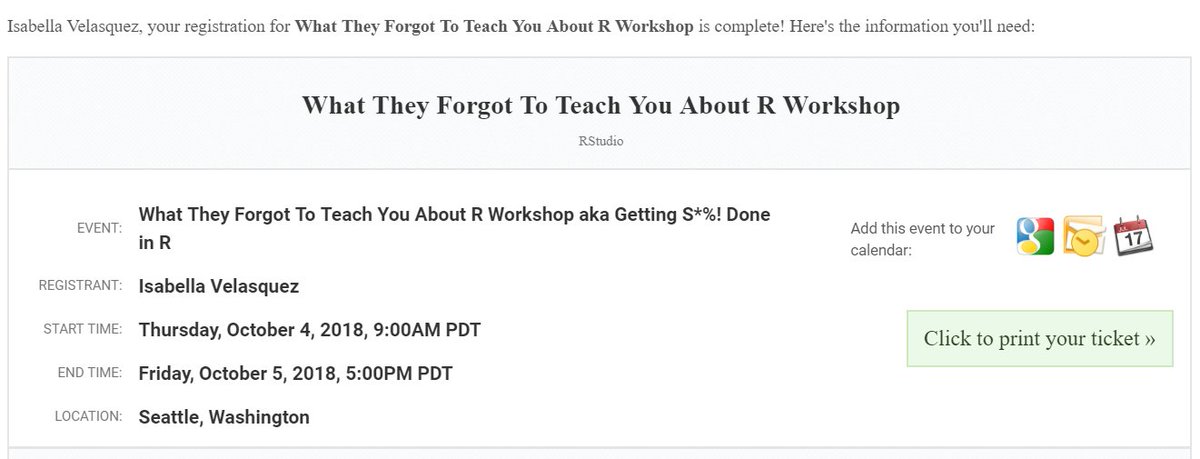 Isabella Velasquez, your registration for What They Forgot To Teach You About R Workshop is complete! Here's the information you'll need:
What They Forgot To Teach You About R Workshop
RStudio
EVENT: What They Forgot To Teach You About R Workshop aka Getting S*%! Done
in R
REGISTRANT: Isabella Velasquez
START TIME: Thursday, October 4, 2018, 9:00AM PDT
END TIME: Friday, October 5, 2018, 5:00PM PDT
LOCATION: Seattle, Washington
Add this event to your
calendar:
17
Click to print your ticket »